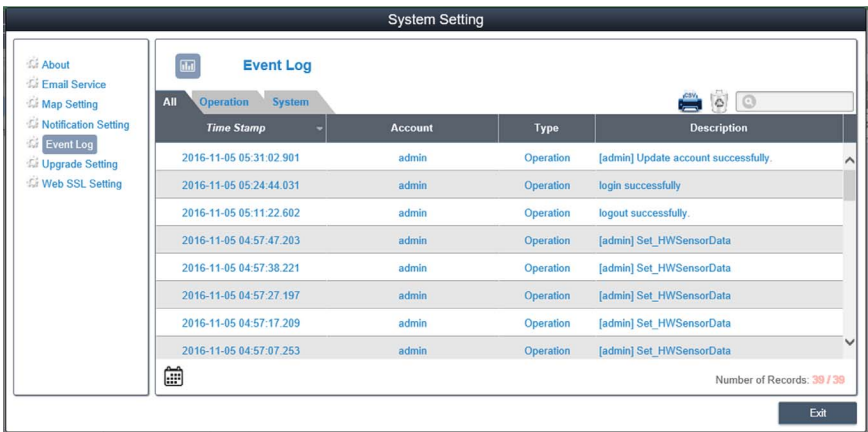 System Setting
About
Email Service
Map Setting
Notification Setting
Event Log
Upgrade Setting
Web SSL Setting
Event Log
All Operation System
CSV
Time Stamp Account Type Description
2016-11-05 05:31:02.901 admin Operation [admin] Update account successfully.
2016-11-05 05:24:44.031 admin Operation login successfully
2016-11-05 05:11:22.602 admin Operation logout successfully.
2016-11-05 04:57:47.203 admin Operation [admin] Set_HWSensorData
2016-11-05 04:57:38.221 admin Operation [admin] Set_HWSensorData
2016-11-05 04:57:27.197 admin Operation [admin] Set_HWSensorData
2016-11-05 04:57:17.209 admin Operation [admin] Set_HWSensorData
2016-11-05 04:57:07.253 admin Operation [admin] Set_HWSensorData
Number of Records: 39 / 39
Exit